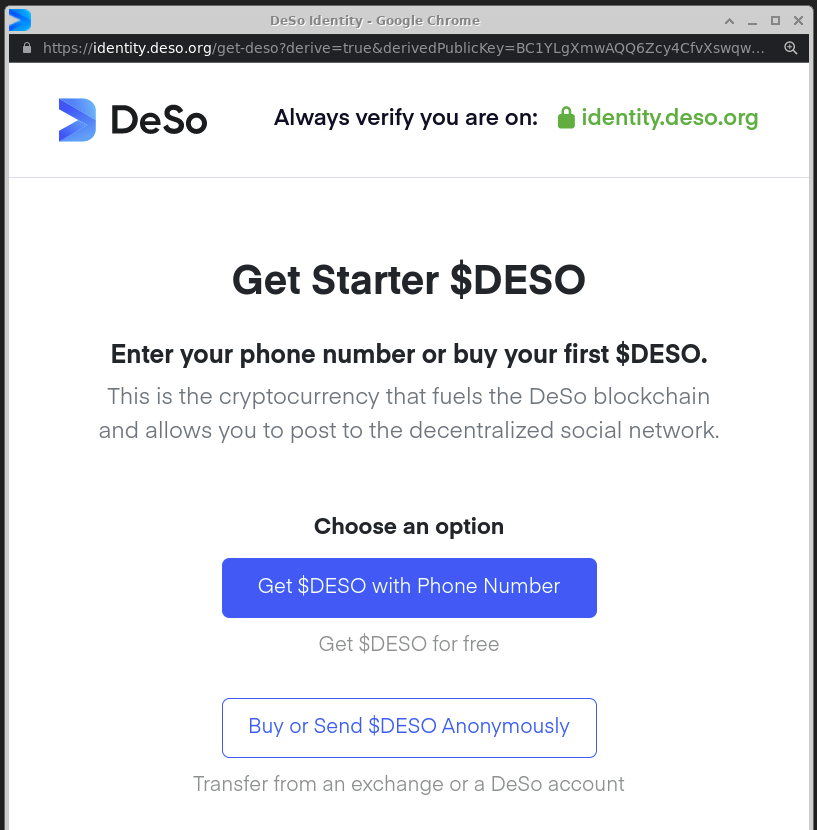 DeSo Identity - Google Chrome
https://identity.deso.org/get-deso?derive=true&derivedPublicKey=BC1YLgXmwAQQ6Zcy4CfvXswqw...
DeSo
Always verify you are on: identity.deso.org
Get Starter $DESO
Enter your phone number or buy your first $DESO.
This is the cryptocurrency that fuels the DeSo blockchain
and allows you to post to the decentralized social network.
Choose an option
Get $DESO with Phone Number
Get $DESO for free
Buy or Send $DESO Anonymously
Transfer from an exchange or a DeSo account